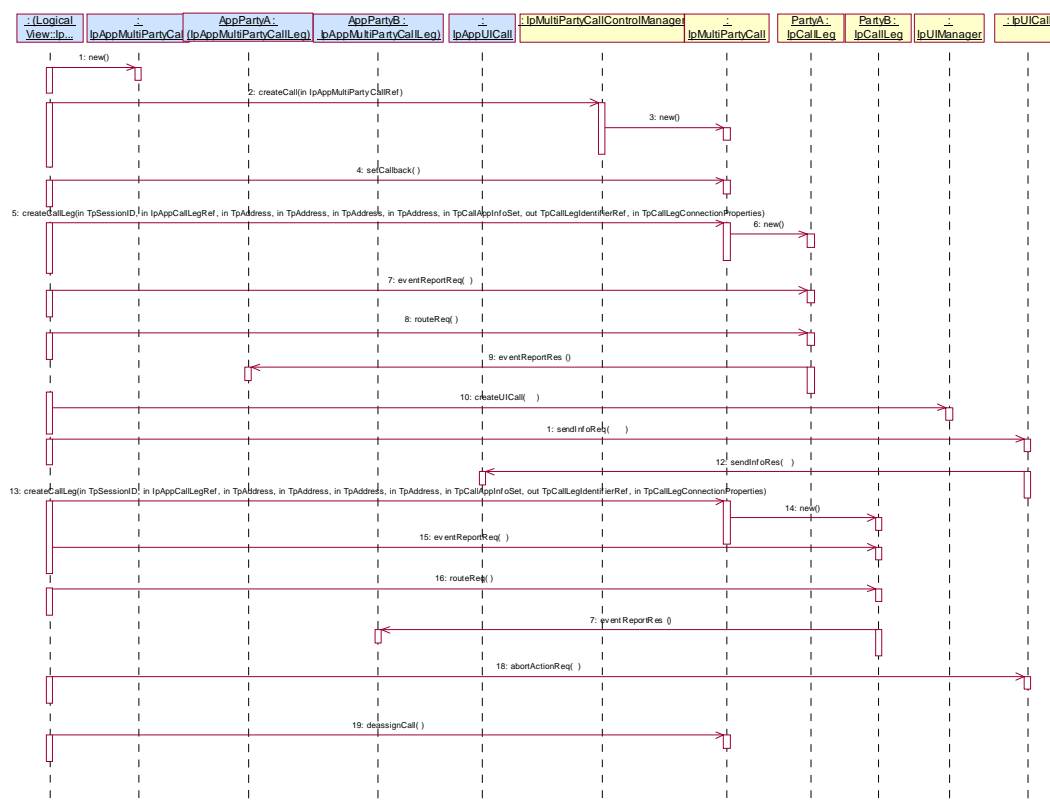 : (Logical
View::Ip...
:
IpAppMultiPartyCal
AppPartyA :
(IpAppMultiPartyCallLeg)
AppPartyB :
IpAppMultiPartyCallLeg)
:
IpAppUICall
: IpMultiPartyCallControlManager
:
IpMultiPartyCall
PartyA :
IpCallLeg
PartyB :
IpCallLeg
:
IpUIManager
: IpUICall
1: new()
2: createCall(in IpAppMultiPartyCallRef)
3: new()
4: setCallback( )
5: createCallLeg(in TpSessionID, in IpAppCallLegRef, in TpAddress, in TpAddress, in TpAddress, in TpAddress, in TpCallAppInfoSet, out TpCallLegIdentifierRef, in TpCallLegConnectionProperties)
6: new()
7: eventReportReq( )
8: routeReq( )
9: eventReportRes ()
10: createUICall( )
1: sendInfoReq( )
12: sendInfoRes( )
13: createCallLeg(in TpSessionID, in IpAppCallLegRef, in TpAddress, in TpAddress, in TpAddress, in TpAddress, in TpCallAppInfoSet, out TpCallLegIdentifierRef, in TpCallLegConnectionProperties)
14: new()
15: eventReportReq( )
16: routeReq( )
7: eventReportRes ()
18: abortActionReq( )
19: deassignCall( )